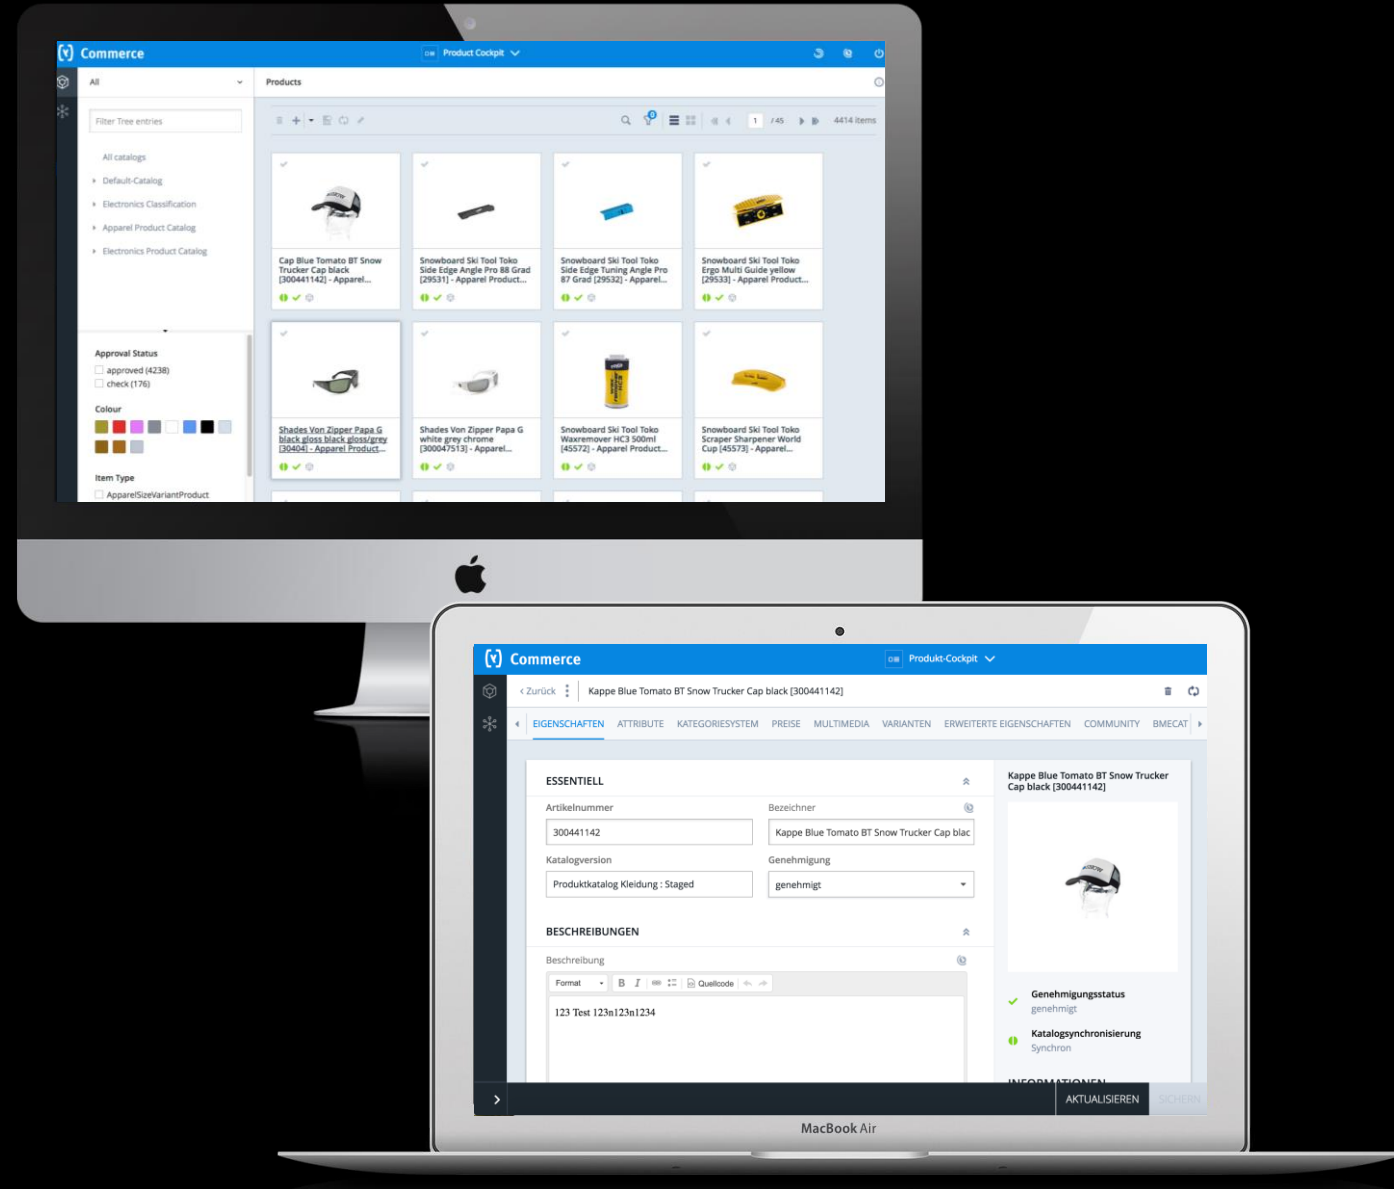 Commerce
Product Cockpit
All
Products
Filter Tree entries
1 / 45
4414 items
All catalogs
Default-Catalog
Electronics Classification
Apparel Product Catalog
Electronics Product Catalog
Cap Blue Tomato BT Snow
Trucker Cap black
[300441142] - Apparel...
Snowboard Ski Tool Toko
Side Edge Angle Pro 88 Grad
[29531] - Apparel Product...
Snowboard Ski Tool Toko
Side Edge Tuning Angle Pro
87 Grad [29532] - Apparel...
Snowboard Ski Tool Toko
Ergo Multi Guide yellow
[29533] - Apparel Product...
Approval Status
approved (4238)
check (176)
Colour
Item Type
ApparelSizeVariantProduct
Shades Von Zipper Papa G
black gloss black gloss/grey
[30404] - Apparel Product...
Shades Von Zipper Papa G
white grey chrome
[300047513] - Apparel...
Snowboard Ski Tool Toko
Waxremover HC3 500ml
[45572] - Apparel Product...
Snowboard Ski Tool Toko
Scraper Sharpener World
Cup [45573] - Apparel...
Commerce
Produkt-Cockpit
Zurück
Kappe Blue Tomato BT Snow Trucker Cap black [300441142]
EIGENSCHAFTEN ATTRIBUTE KATEGORIESYSTEM PREISE MULTIMEDIA VARIANTEN ERWEITERTE EIGENSCHAFTEN COMMUNITY BMECAT
ESSENTIELL
Artikelnummer
Bezeichner
300441142
Kappe Blue Tomato BT Snow Trucker Cap blac
Katalogversion
Genehmigung
Produktkatalog Kleidung : Staged
genehmigt
BESCHREIBUNGEN
Beschreibung
Format B I Quellcode
123 Test 123n123n1234
Kappe Blue Tomato BT Snow Trucker
Cap black [300441142]
Genehmigungsstatus
genehmigt
Katalogsynchronisierung
Synchron
INFORMATIONEN
AKTUALISIEREN
SICHERN
MacBook Air